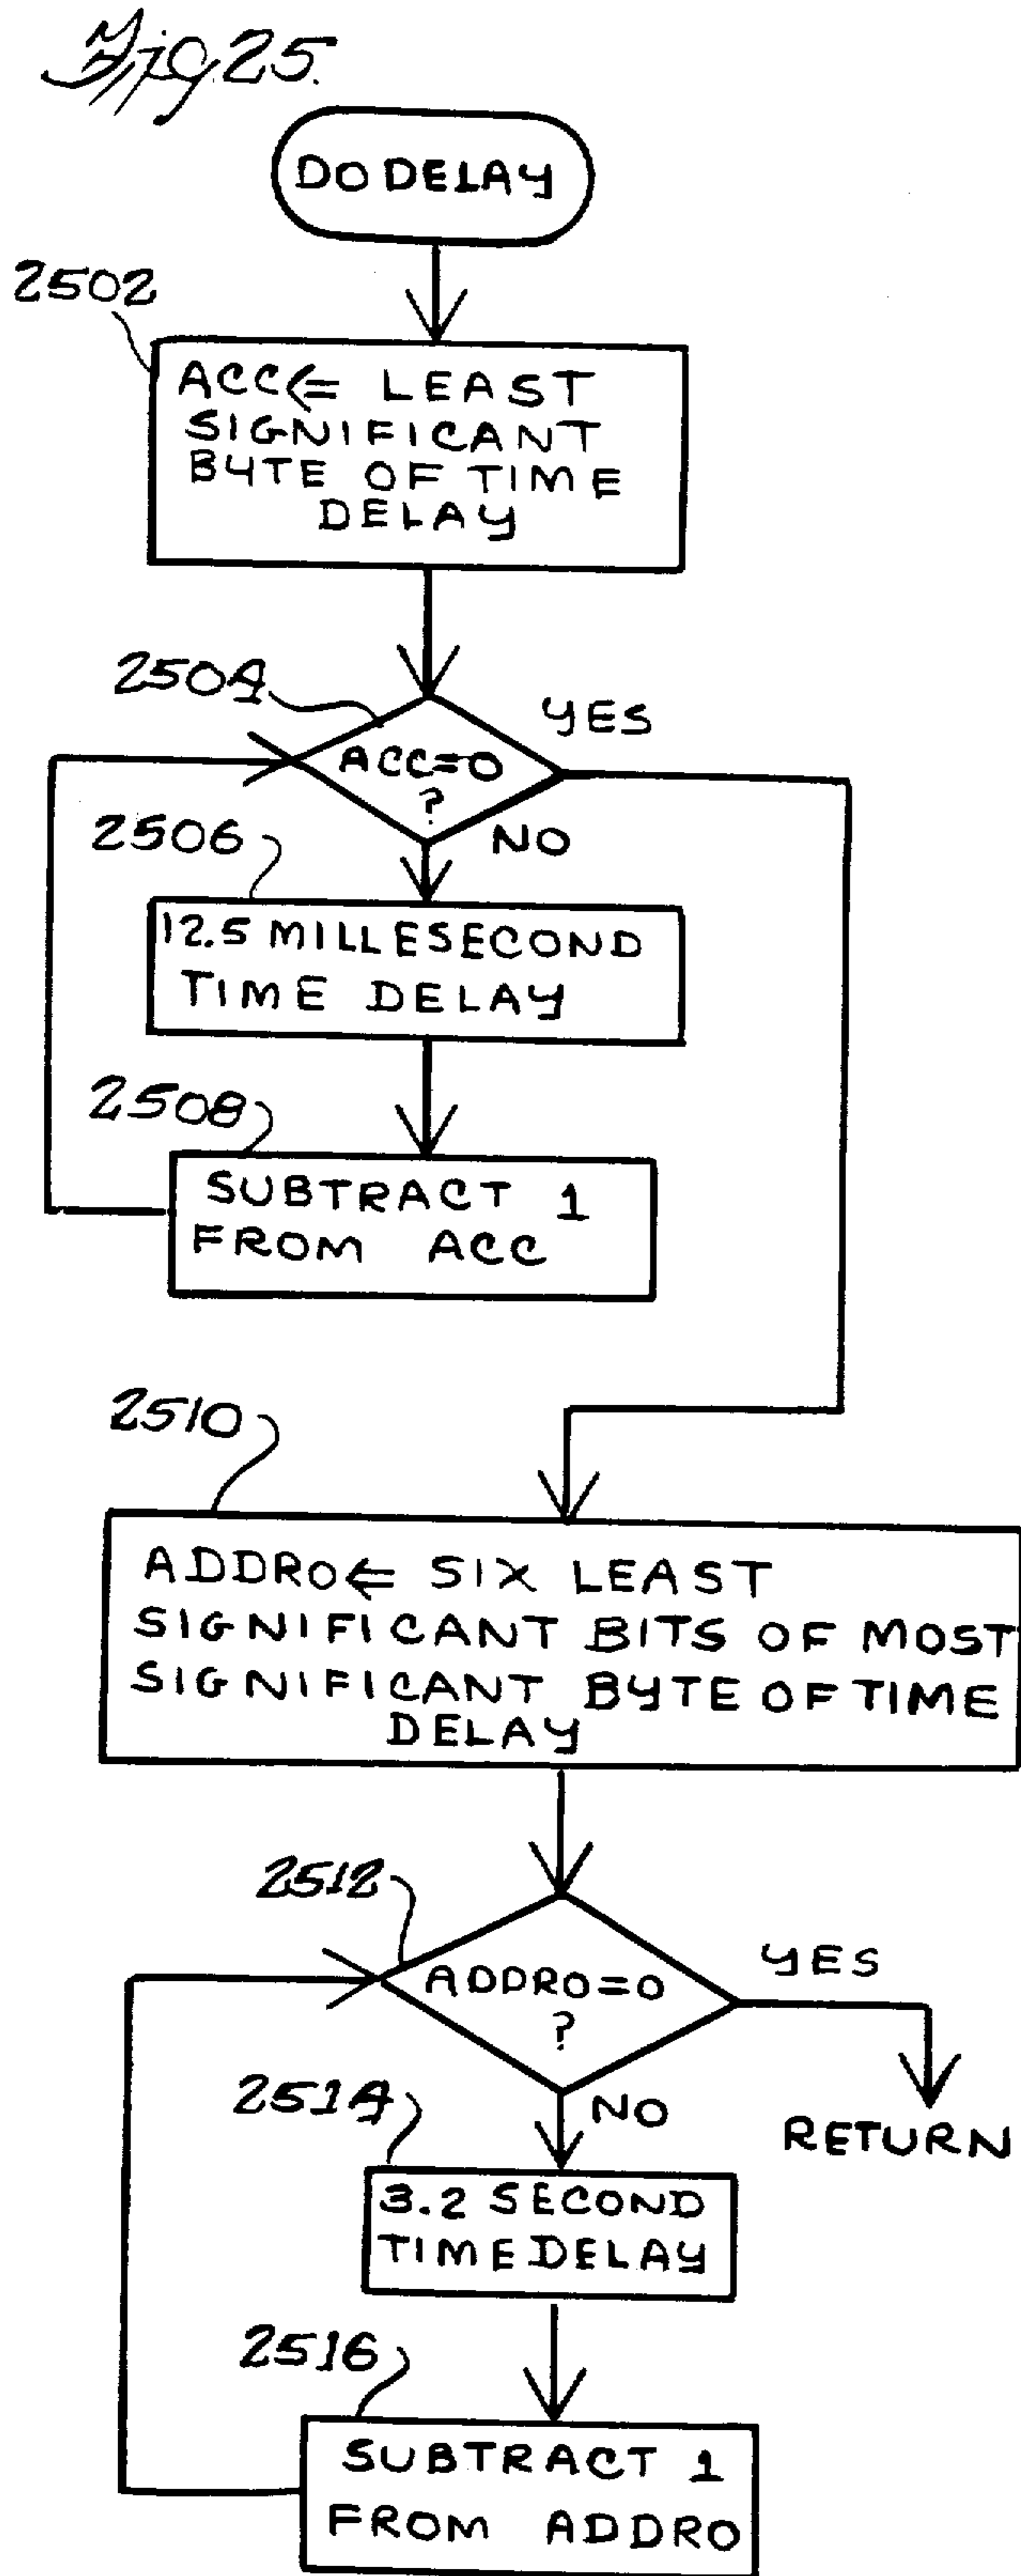 Fig. 25.
DO DELAY
2502
ACC⇐ LEAST
SIGNIFICANT
BYTE OF TIME
DELAY
2504
YES
ACC=0
?
NO
2506
12.5 MILLESECOND
TIME DELAY
2508
SUBTRACT 1
FROM ACC
2510
ADDR0⇐ SIX LEAST
SIGNIFICANT BITS OF MOST
SIGNIFICANT BYTE OF TIME
DELAY
2512
YES
ADDR0=0
?
NO
RETURN
2514
3.2 SECOND
TIME DELAY
2516
SUBTRACT 1
FROM ADDR0